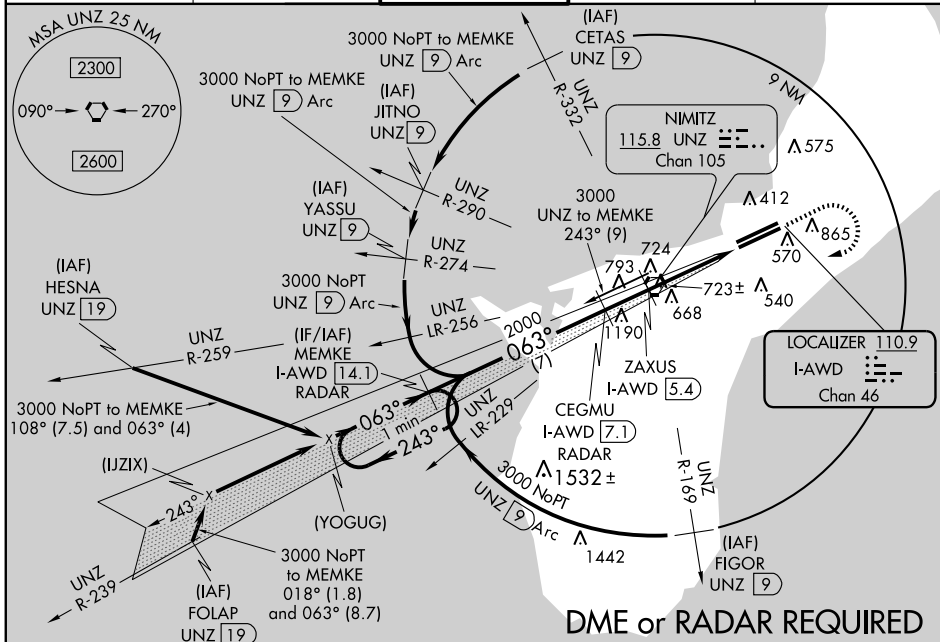 MSA UNZ 25 NM
2300
090°
270°
2600
3000 NoPT to MEMKE
UNZ 9 Arc
3000 NoPT to MEMKE
UNZ 9 Arc
(IAF)
CETAS
UNZ 9
9 NM
UNZ
R-332
(IAF)
JITNO
UNZ 9
UNZ
R-290
NIMITZ
115.8 UNZ
Chan 105
575
412
865
570
540
(IAF)
YASSU
UNZ 9
UNZ
R-274
3000
UNZ to MEMKE
243° (9)
724
793
723±
668
1190
3000 NoPT
UNZ 9 Arc
UNZ
LR-256
2000
063°
(7)
(IAF)
HESNA
UNZ 19
UNZ
R-259
(IF/IAF)
MEMKE
I-AWD 14.1
RADAR
ZAXUS
I-AWD 5.4
LOCALIZER 110.9
I-AWD
Chan 46
CEGMU
I-AWD 7.1
RADAR
3000 NoPT to MEMKE
108° (7.5) and 063° (4)
063°
1 min
243°
UNZ
LR-229
(IJZIX)
243°
(YOGUG)
1532±
3000 NoPT
UNZ 9 Arc
UNZ
R-169
1442
(IAF)
FIGOR
UNZ 9
UNZ
R-239
(IAF)
FOLAP
UNZ 19
3000 NoPT
to MEMKE
018° (1.8)
and 063° (8.7)
DME or RADAR REQUIRED